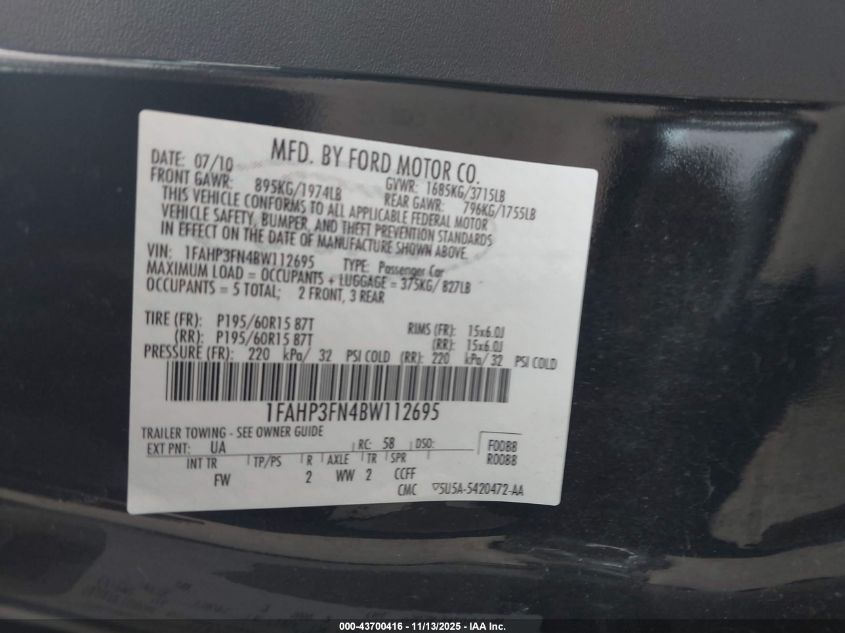 MFD. BY FORD MOTOR CO.
DATE: 07/10
GVWR: 1685KG/3715LB
FRONT GAWR: 895KG/1974LB
REAR GAWR: 796KG/1755LB
THIS VEHICLE CONFORMS TO ALL APPLICABLE FEDERAL MOTOR
VEHICLE SAFETY, BUMPER, AND THEFT PREVENTION STANDARDS
IN EFFECT ON THE DATE OF MANUFACTURE SHOWN ABOVE.
VIN: 1FAHP3FN4BW112695 TYPE: Passenger Car
MAXIMUM LOAD = OCCUPANTS + LUGGAGE = 375KG/ 827LB
OCCUPANTS = 5 TOTAL; 2 FRONT, 3 REAR
TIRE (FR): P195/60R15 87T RIMS (FR): 15x6.0J
(RR): P195/60R15 87T (RR): 15x6.0J
PRESSURE (FR): 220 kPa/ 32 PSI COLD (RR): 220 kPa/ 32 PSI COLD
1FAHP3FN4BW112695
TRAILER TOWING - SEE OWNER GUIDE
EXT PNT: UA RC: 58 DSO: F0088
R0088
INT TR TP/PS R AXLE TR SPR
FW 2 WW 2 CCFF
CMC 5U5A-5420472-AA
000-43700416 - 11/13/2025 - IAA Inc.